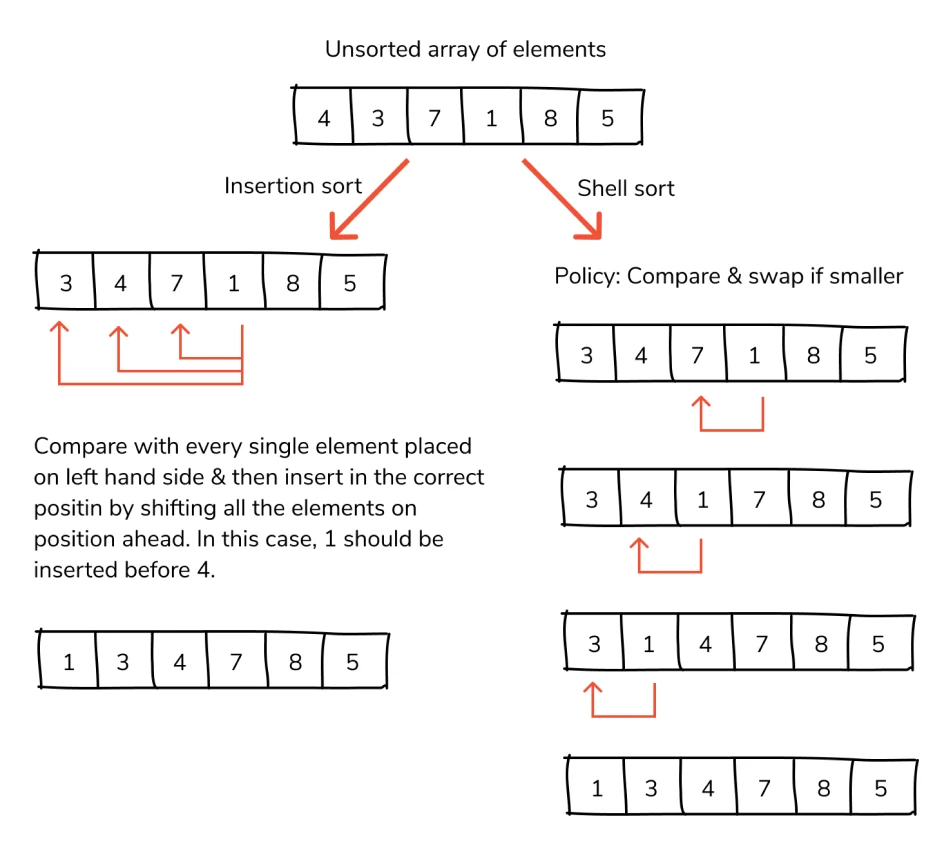 Unsorted array of elements
4 3 7 1 8 5
Insertion sort
Shell sort
3 4 7 1 8 5
Compare with every single element placed
on left hand side & then insert in the correct
positin by shifting all the elements on
position ahead. In this case, 1 should be
inserted before 4.
1 3 4 7 8 5
Policy: Compare & swap if smaller
3 4 7 1 8 5
3 4 1 7 8 5
3 1 4 7 8 5
1 3 4 7 8 5